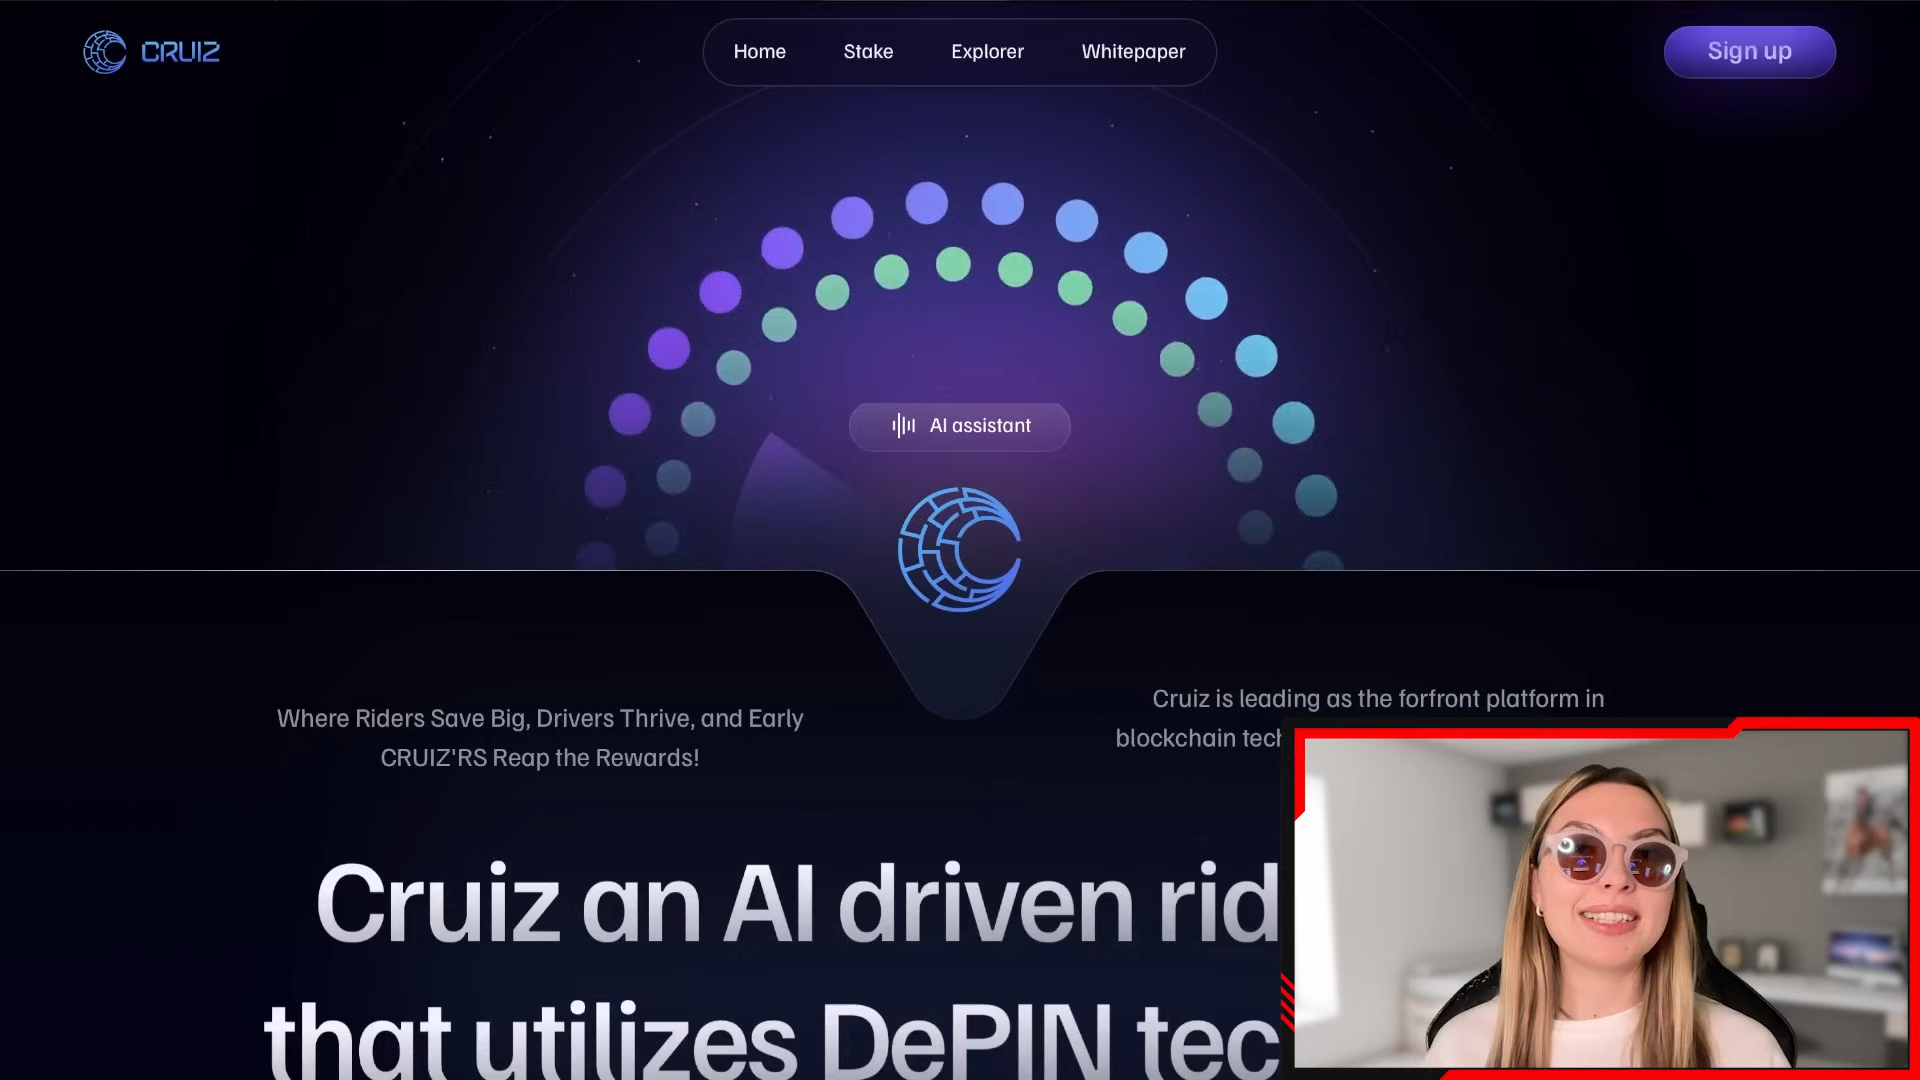 CRUIZ
Home Stake Explorer Whitepaper
Sign up
AI assistant
Where Riders Save Big, Drivers Thrive, and Early
CRUIZ'RS Reap the Rewards!
Cruiz is leading as the forfront platform in
blockchain tech
Cruiz an AI driven rid
that utilizes DePIN tec